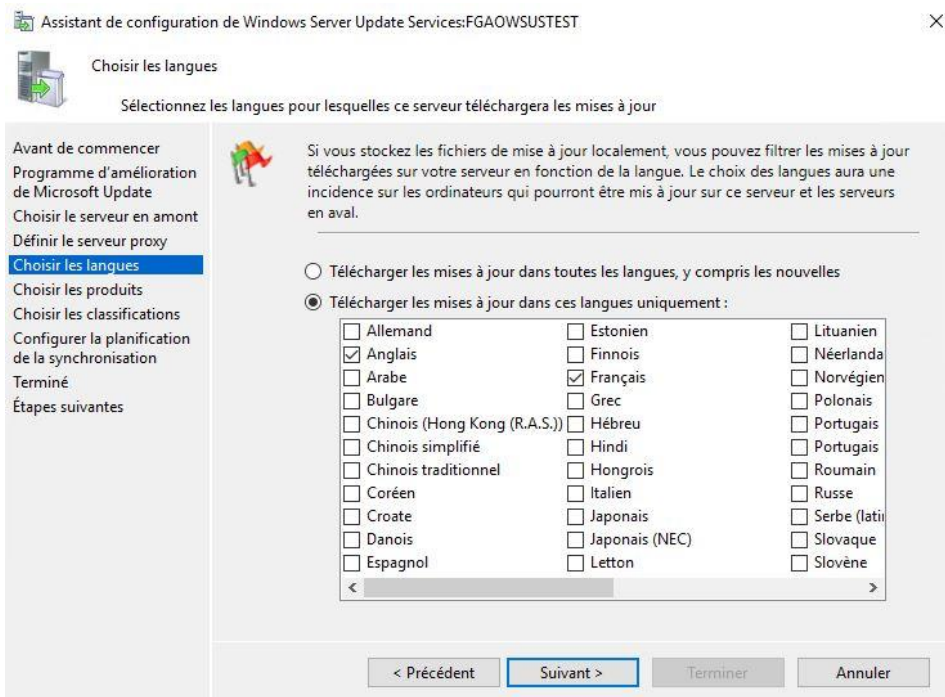 Assistant de configuration de Windows Server Update Services:FGAOWSUSTEST
Choisir les langues
Sélectionnez les langues pour lesquelles ce serveur téléchargera les mises à jour
Avant de commencer
Programme d'amélioration
de Microsoft Update
Choisir le serveur en amont
Définir le serveur proxy
Choisir les langues
Choisir les produits
Choisir les classifications
Configurer la planification
de la synchronisation
Terminé
Étapes suivantes
Si vous stockez les fichiers de mise à jour localement, vous pouvez filtrer les mises à jour
téléchargées sur votre serveur en fonction de la langue. Le choix des langues aura une
incidence sur les ordinateurs qui pourront être mis à jour sur ce serveur et les serveurs
en aval.
Télécharger les mises à jour dans toutes les langues, y compris les nouvelles
Télécharger les mises à jour dans ces langues uniquement :
Allemand Estonien Lituanien
Anglais Finnois Néerlanda
Arabe Français Norvégien
Bulgare Grec Polonais
Chinois (Hong Kong (R.A.S.)) Hébreu Portugais
Chinois simplifié Hindi Portugais
Chinois traditionnel Hongrois Roumain
Coréen Italien Russe
Croate Japonais Serbe (lati
Danois Japonais (NEC) Slovaque
Espagnol Letton Slovène
< Précédent Suivant > Terminer Annuler